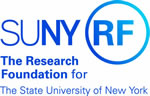 SUNY RF
The Research
Foundation for
The State University of New York